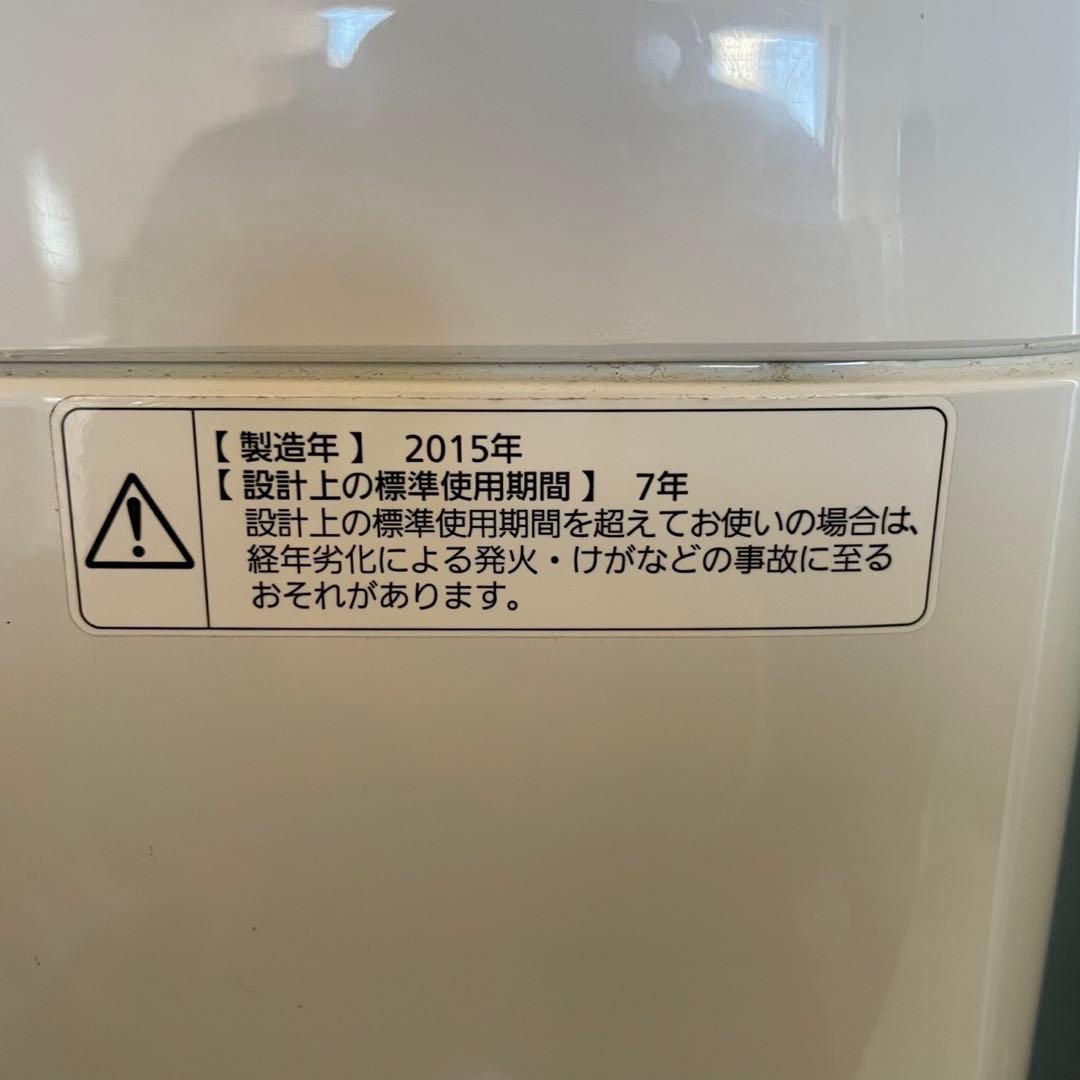 【 製造年 】 2015年
【 設計上の標準使用期間 】 7年
設計上の標準使用期間を超えてお使いの場合は、
経年劣化による発火・けがなどの事故に至る
おそれがあります。